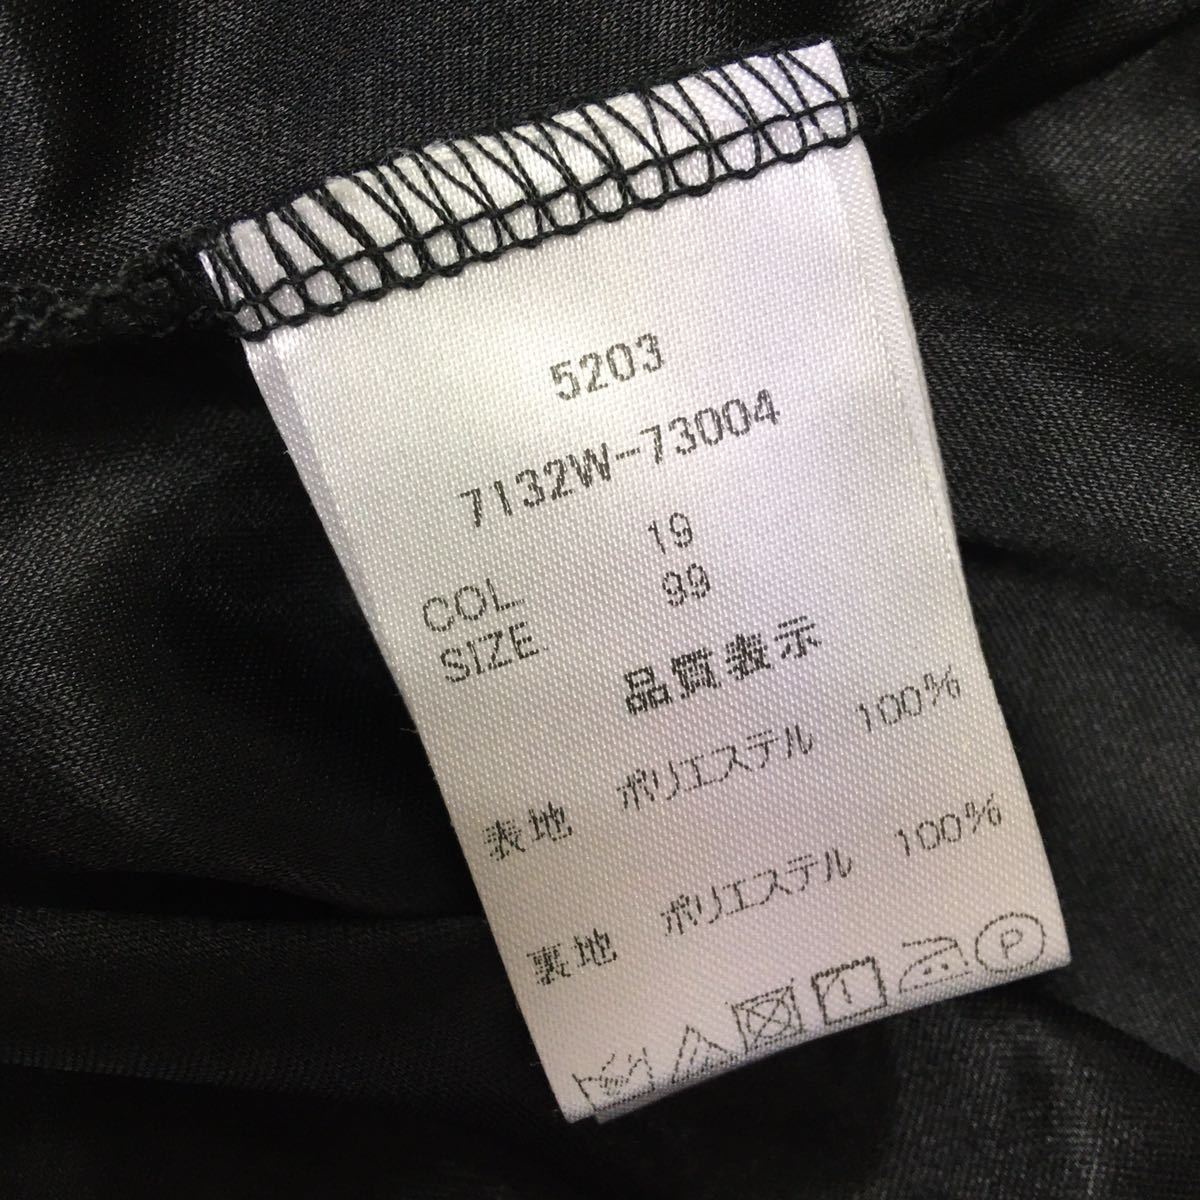 5203
7132W-73004
COL 19
SIZE 99
品質表示
表地 ポリエステル 100%
裏地 ポリエステル 100%
P